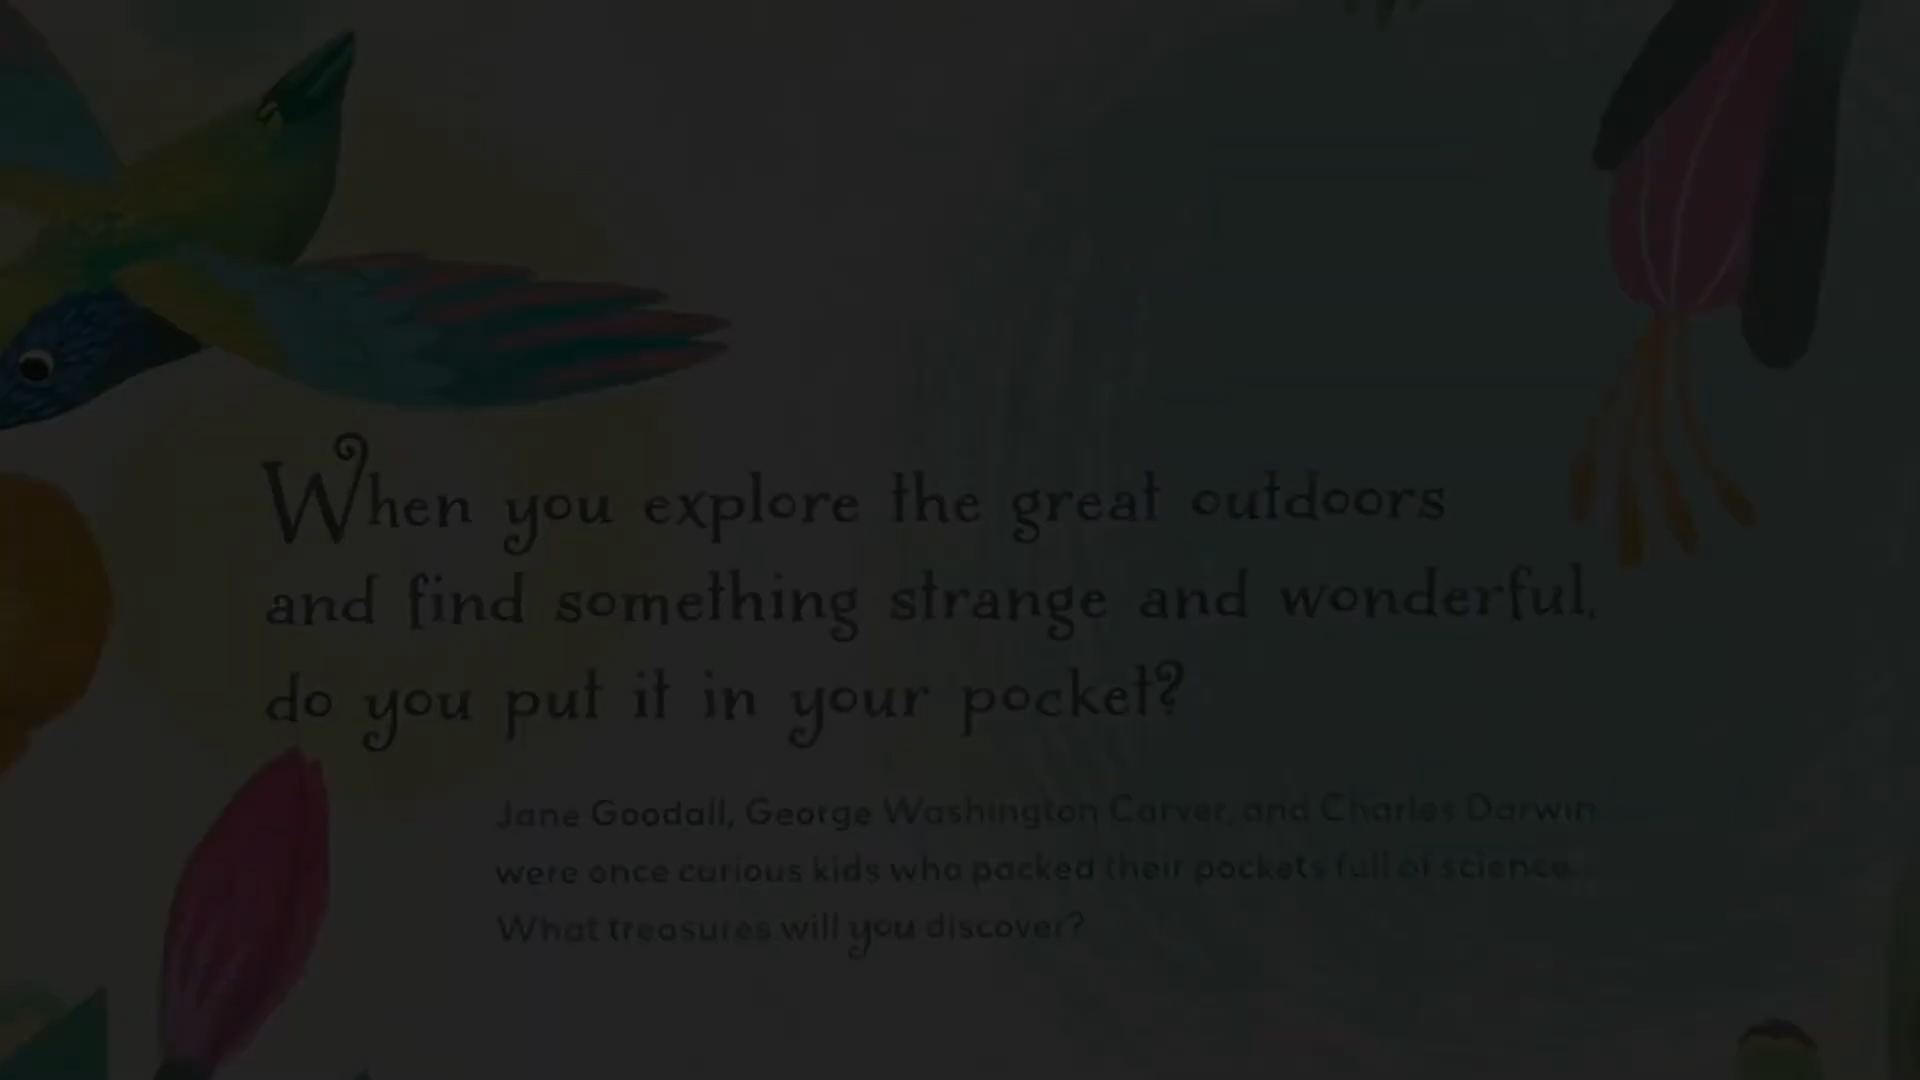 When you explore the great outdoors
and find something strange and wonderful,
do you put it in your pocket?
Jane Goodall, George Washington Carver, and Charles Darwin
were once curious kids who packed their pockets full of science.
What treasures will you discover?